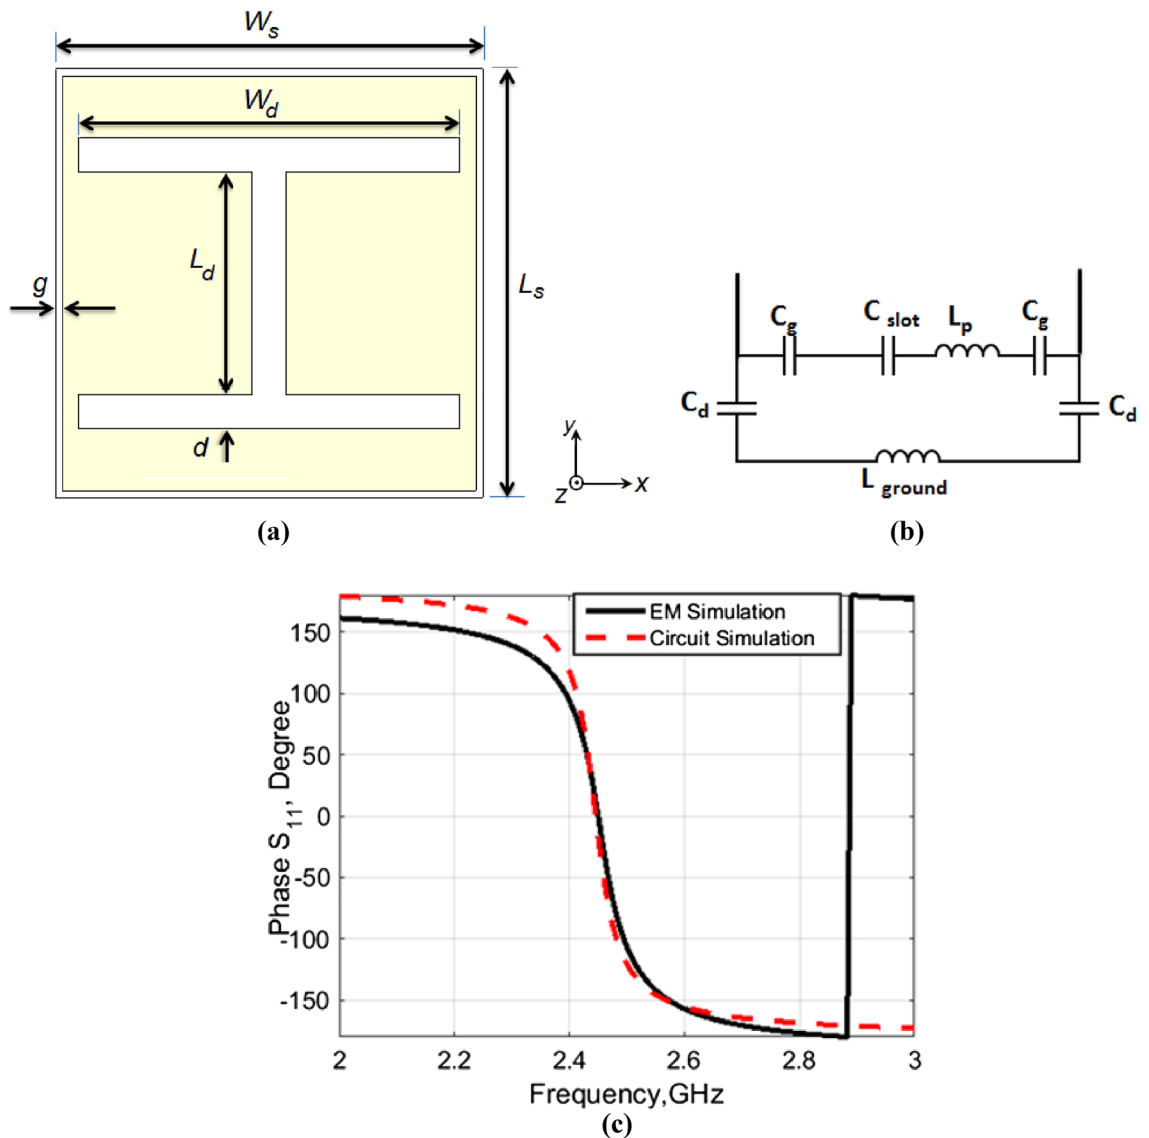 Ws
Wd
Ld
g
Ls
d
y
z
x
(a)
Cg
C slot
Lp
Cg
Cd
Cd
L ground
(b)
EM Simulation
Circuit Simulation
150
100
50
0
-50
-100
-150
Phase S11, Degree
2
2.2
2.4
2.6
2.8
3
Frequency,GHz
(c)